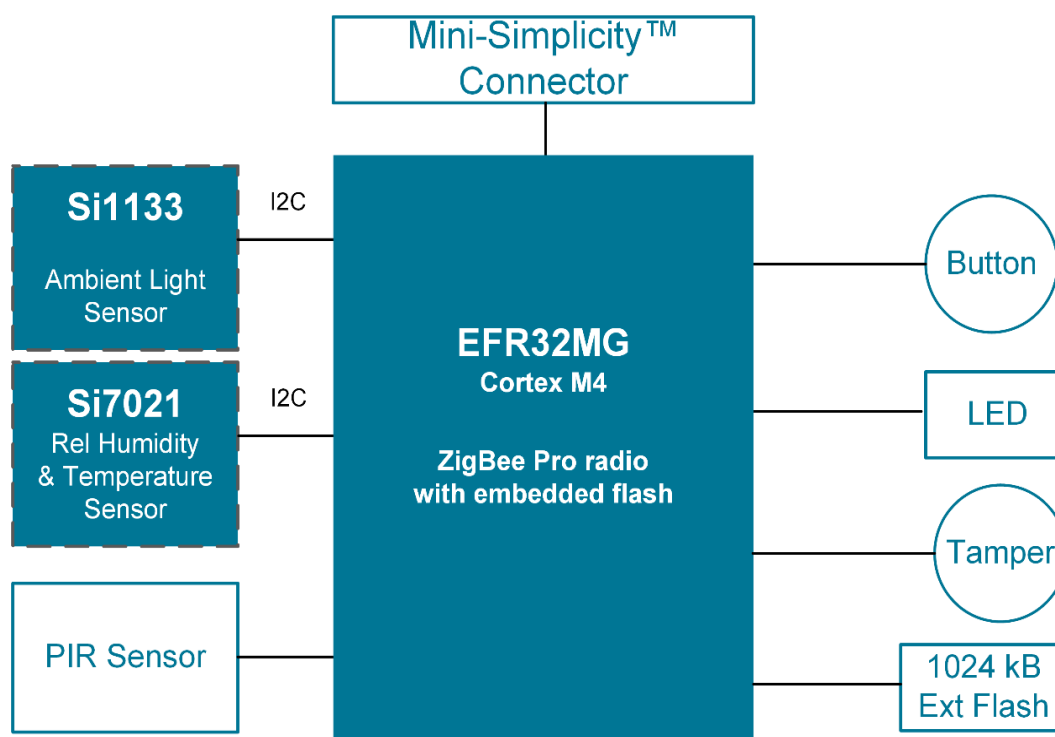 Mini-Simplicity™
Connector
Si1133
Ambient Light
Sensor
I2C
Si7021
Rel Humidity
& Temperature
Sensor
I2C
PIR Sensor
EFR32MG
Cortex M4
ZigBee Pro radio
with embedded flash
Button
LED
Tamper
1024 kB
Ext Flash